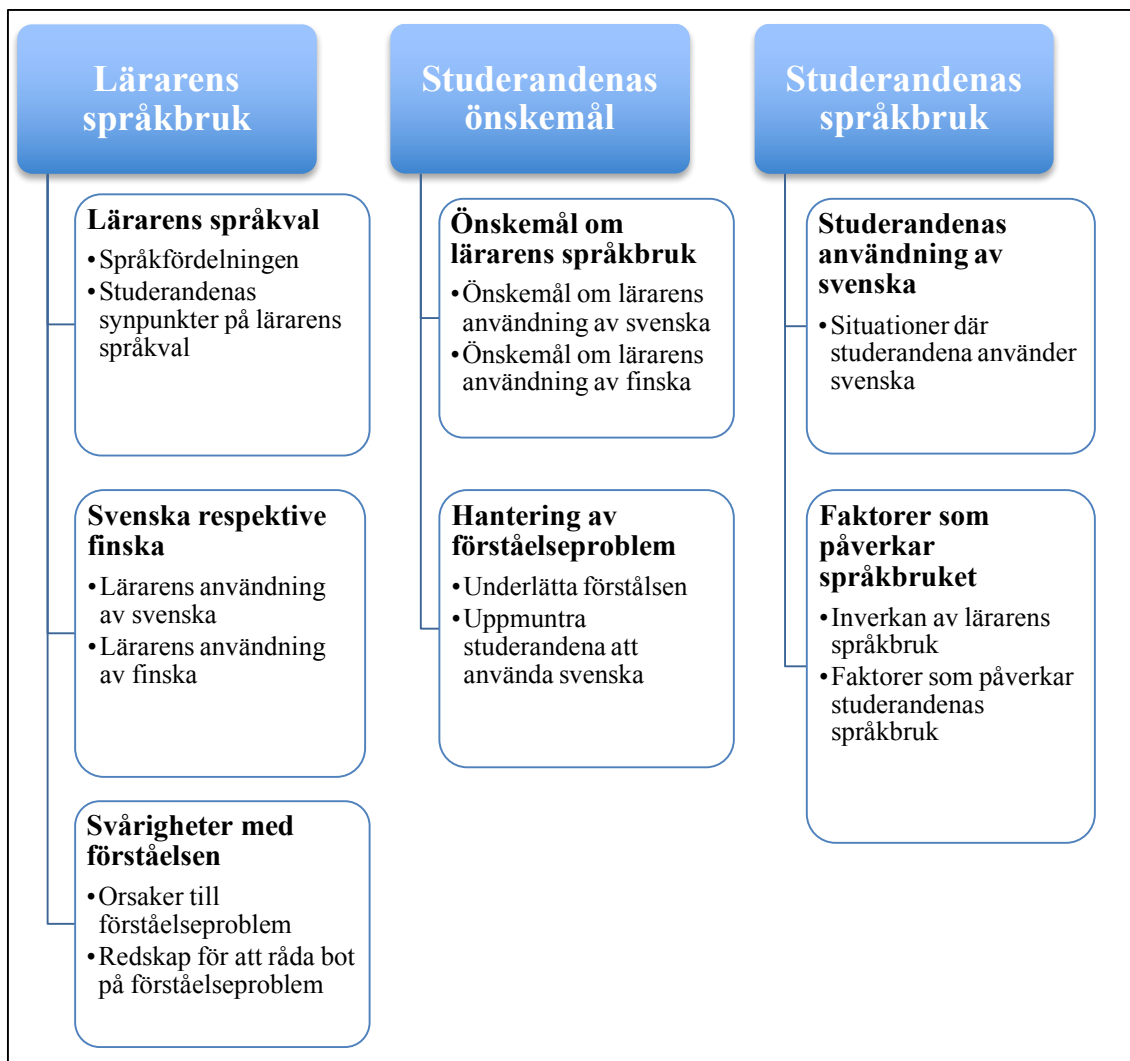 Lärarens
språkbruk
Lärarens språkval
•Språkfördelningen
•Studerandenas
synpunkter på lärarens
språkval
Svenska respektive
finska
•Lärarens användning
av svenska
•Lärarens användning
av finska
Svårigheter med
förståelsen
•Orsaker till
förståelseproblem
•Redskap för att råda bot
på förståelseproblem
Studerandenas
önskemål
Önskemål om
lärarens språkbruk
•Önskemål om lärarens
användning av svenska
•Önskemål om lärarens
användning av finska
Hantering av
förståelseproblem
•Underlätta förstålsen
•Uppmuntra
studerandena att
använda svenska
Studerandenas
språkbruk
Studerandenas
användning av
svenska
•Situationer där
studerandena använder
svenska
Faktorer som
påverkar
språkbruket
•Inverkan av lärarens
språkbruk
•Faktorer som påverkar
studerandenas
språkbruk